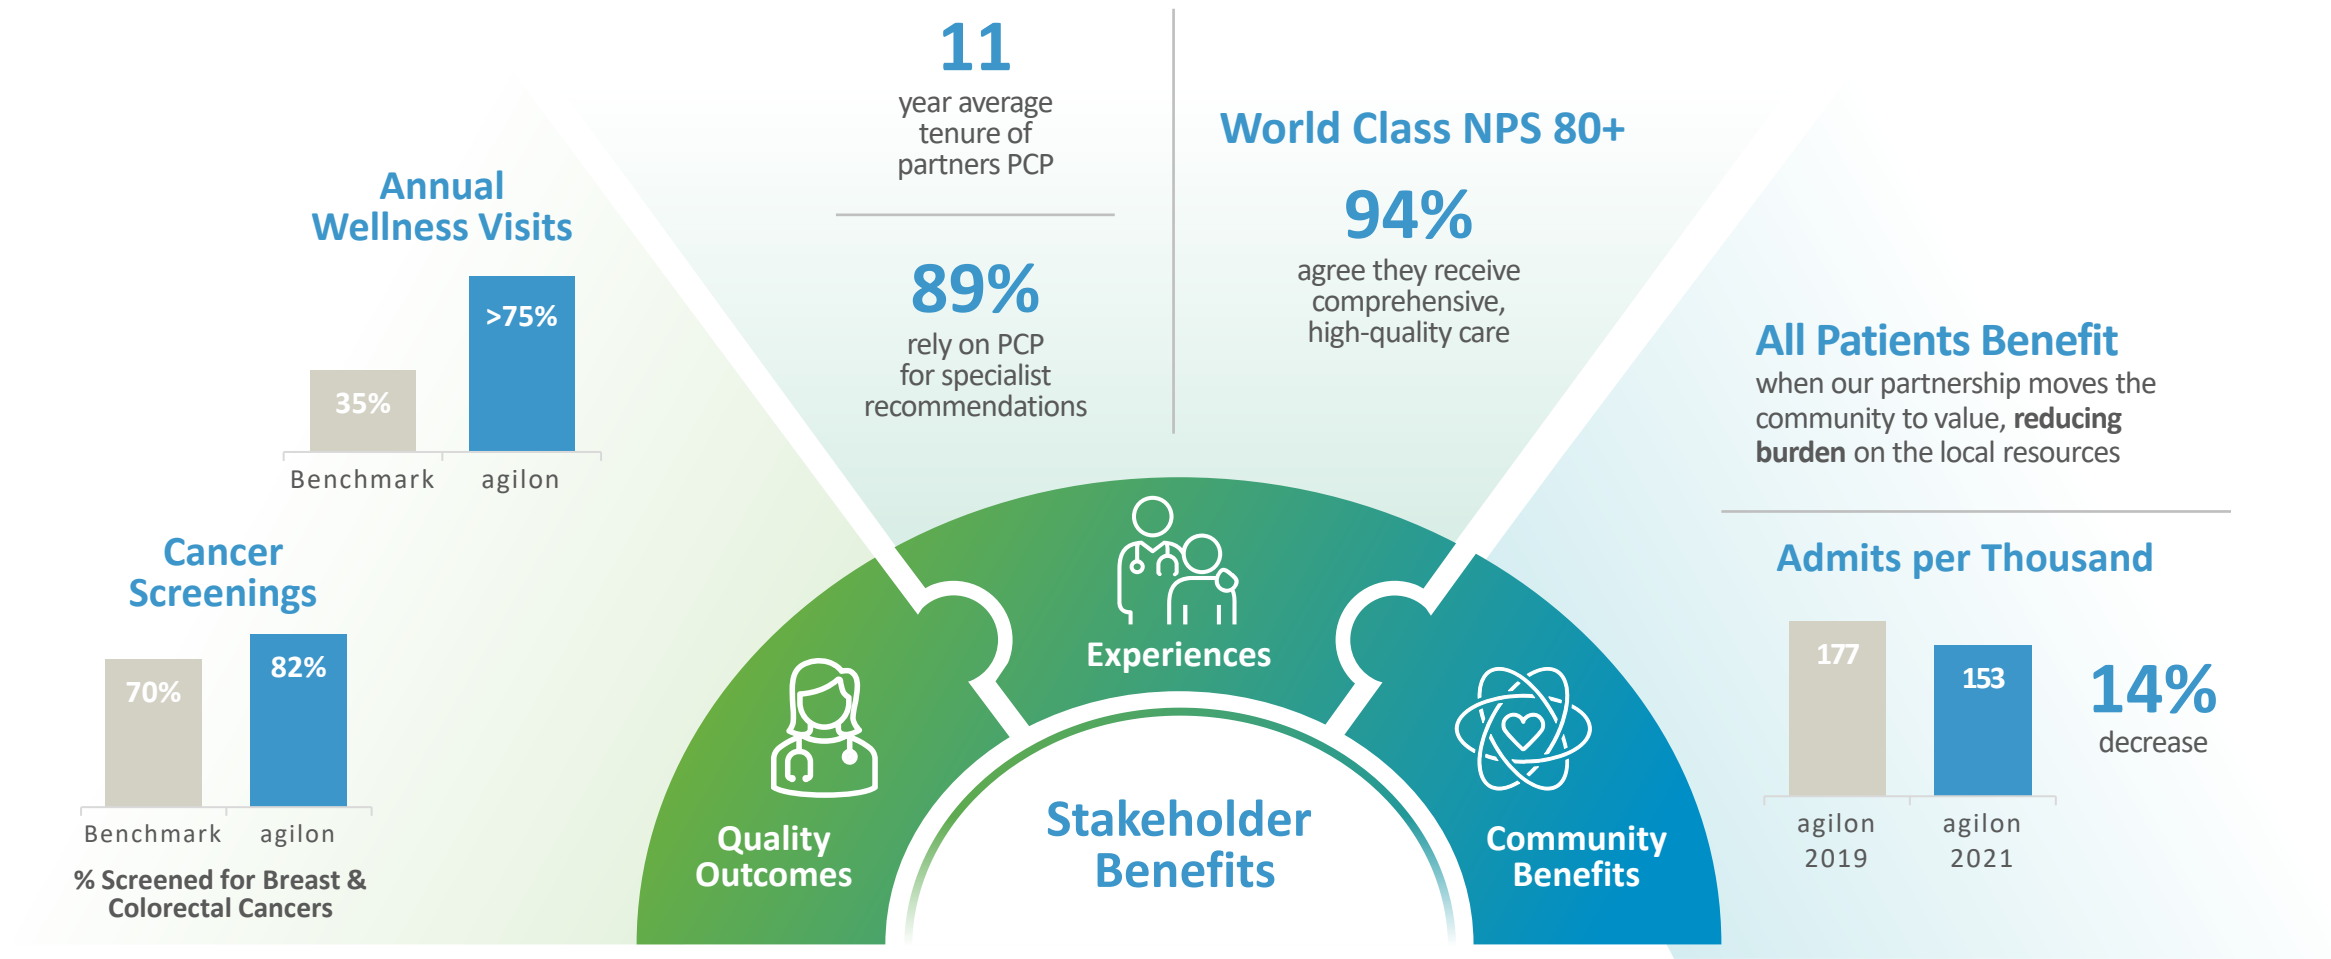 Annual
Wellness Visits
>75%
35%
Benchmark
agilon
Cancer
Screenings
70%
82%
Benchmark
agilon
% Screened for Breast &
Colorectal Cancers
11
year average
tenure of
partners PCP
89%
rely on PCP
for specialist
recommendations
World Class NPS 80+
94%
agree they receive
comprehensive,
high-quality care
All Patients Benefit
when our partnership moves the
community to value, reducing
burden on the local resources
Admits per Thousand
177
153
agilon
2019
agilon
2021
14%
decrease
Quality
Outcomes
Experiences
Community
Benefits
Stakeholder
Benefits